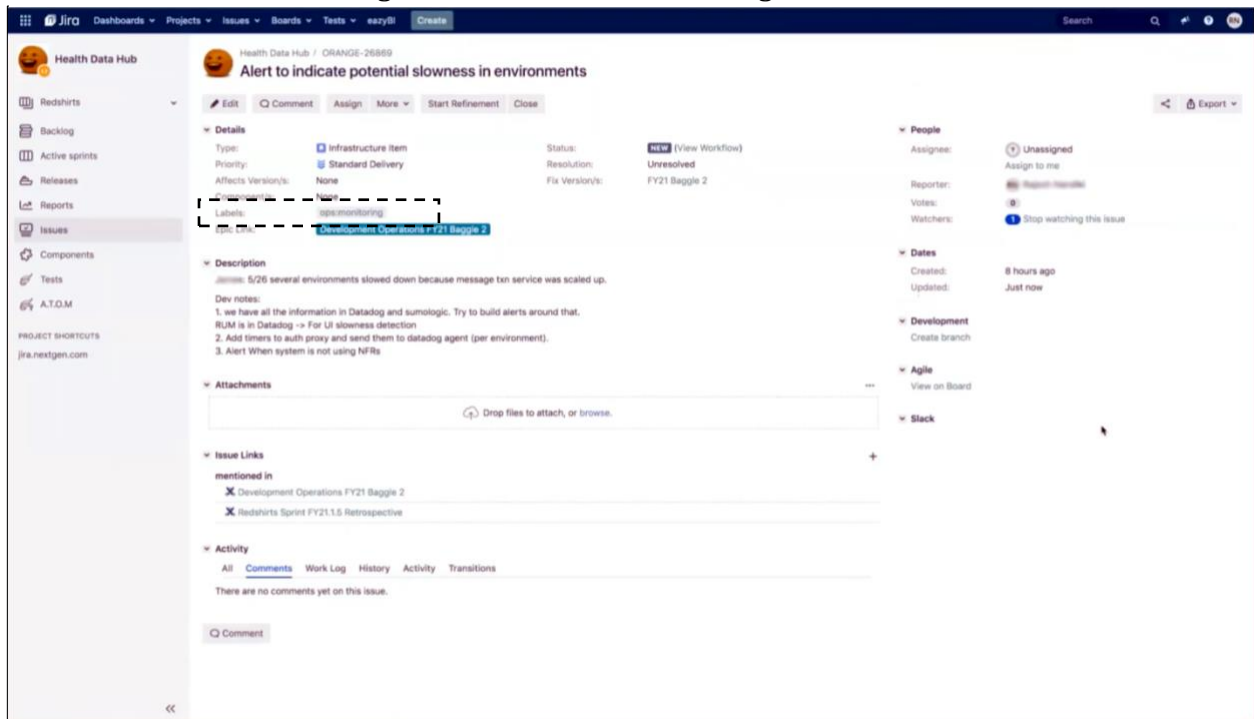 Jira Dashboards Projects Issues Boards Tests eazyBI Create Search RN
Health Data Hub
Redshirts
Backlog
Active sprints
Releases
Reports
Issues
Components
Tests
A.T.O.M
PROJECT SHORTCUTS
jira.nextgen.com
Health Data Hub / ORANGE-26869
Alert to indicate potential slowness in environments
Edit Comment Assign More Start Refinement Close Export
Details
Type: Infrastructure Item Status: NEW (View Workflow)
Priority: Standard Delivery Resolution: Unresolved
Affects Version/s: None Fix Version/s: FY21 Baggie 2
Component/s: None
Labels: ops:monitoring
Epic Link: Development Operations FY21 Baggie 2
Description
5/26 several environments slowed down because message txn service was scaled up.
Dev notes:
1. we have all the information in Datadog and sumologic. Try to build alerts around that.
RUM is in Datadog -> For UI slowness detection
2. Add timers to auth proxy and send them to datadog agent (per environment).
3. Alert When system is not using NFRs
Attachments
Drop files to attach, or browse.
Issue Links
mentioned in
Development Operations FY21 Baggie 2
Redshirts Sprint FY21.1.5 Retrospective
Activity
All Comments Work Log History Activity Transitions
There are no comments yet on this issue.
Comment
People
Assignee: Unassigned
Assign to me
Reporter:
Votes: 0
Watchers: 1 Stop watching this issue
Dates
Created: 8 hours ago
Updated: Just now
Development
Create branch
Agile
View on Board
Slack